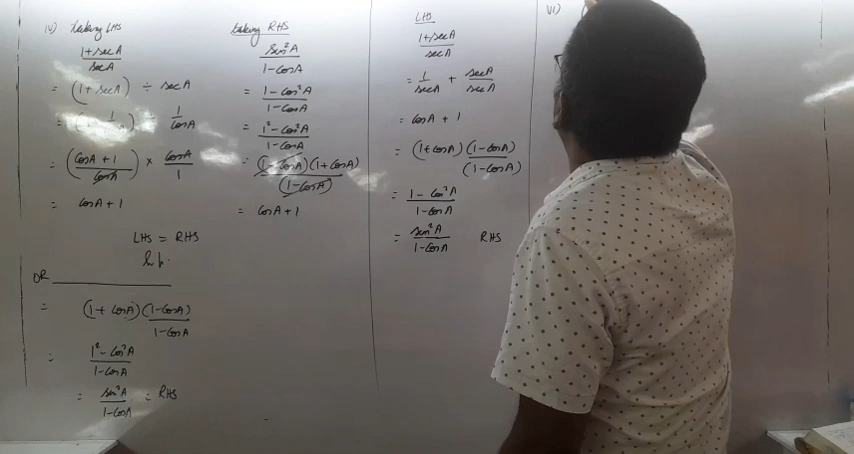 iv) Taking LHS
1+secA
secA
= (1+secA) ÷ secA
= ÷ 1
cosA
= (cosA+1) × cosA
cosA 1
= cosA+1
LHS = RHS
h.p.
OR
= (1+cosA)(1-cosA)
1-cosA
= 1²-cos²A
1-cosA
= sin²A = RHS
1-cosA
taking RHS
sin²A
1-cosA
= 1-cos²A
1-cosA
= 1²-cos²A
1-cosA
= (1-cosA)(1+cosA)
(1-cosA)
= cosA+1
LHS
1+secA
secA
= 1 + secA
secA secA
= cosA + 1
= (1+cosA)(1-cosA)
(1-cosA)
= 1-cos²A
1-cosA
= sin²A RHS
1-cosA
vi)